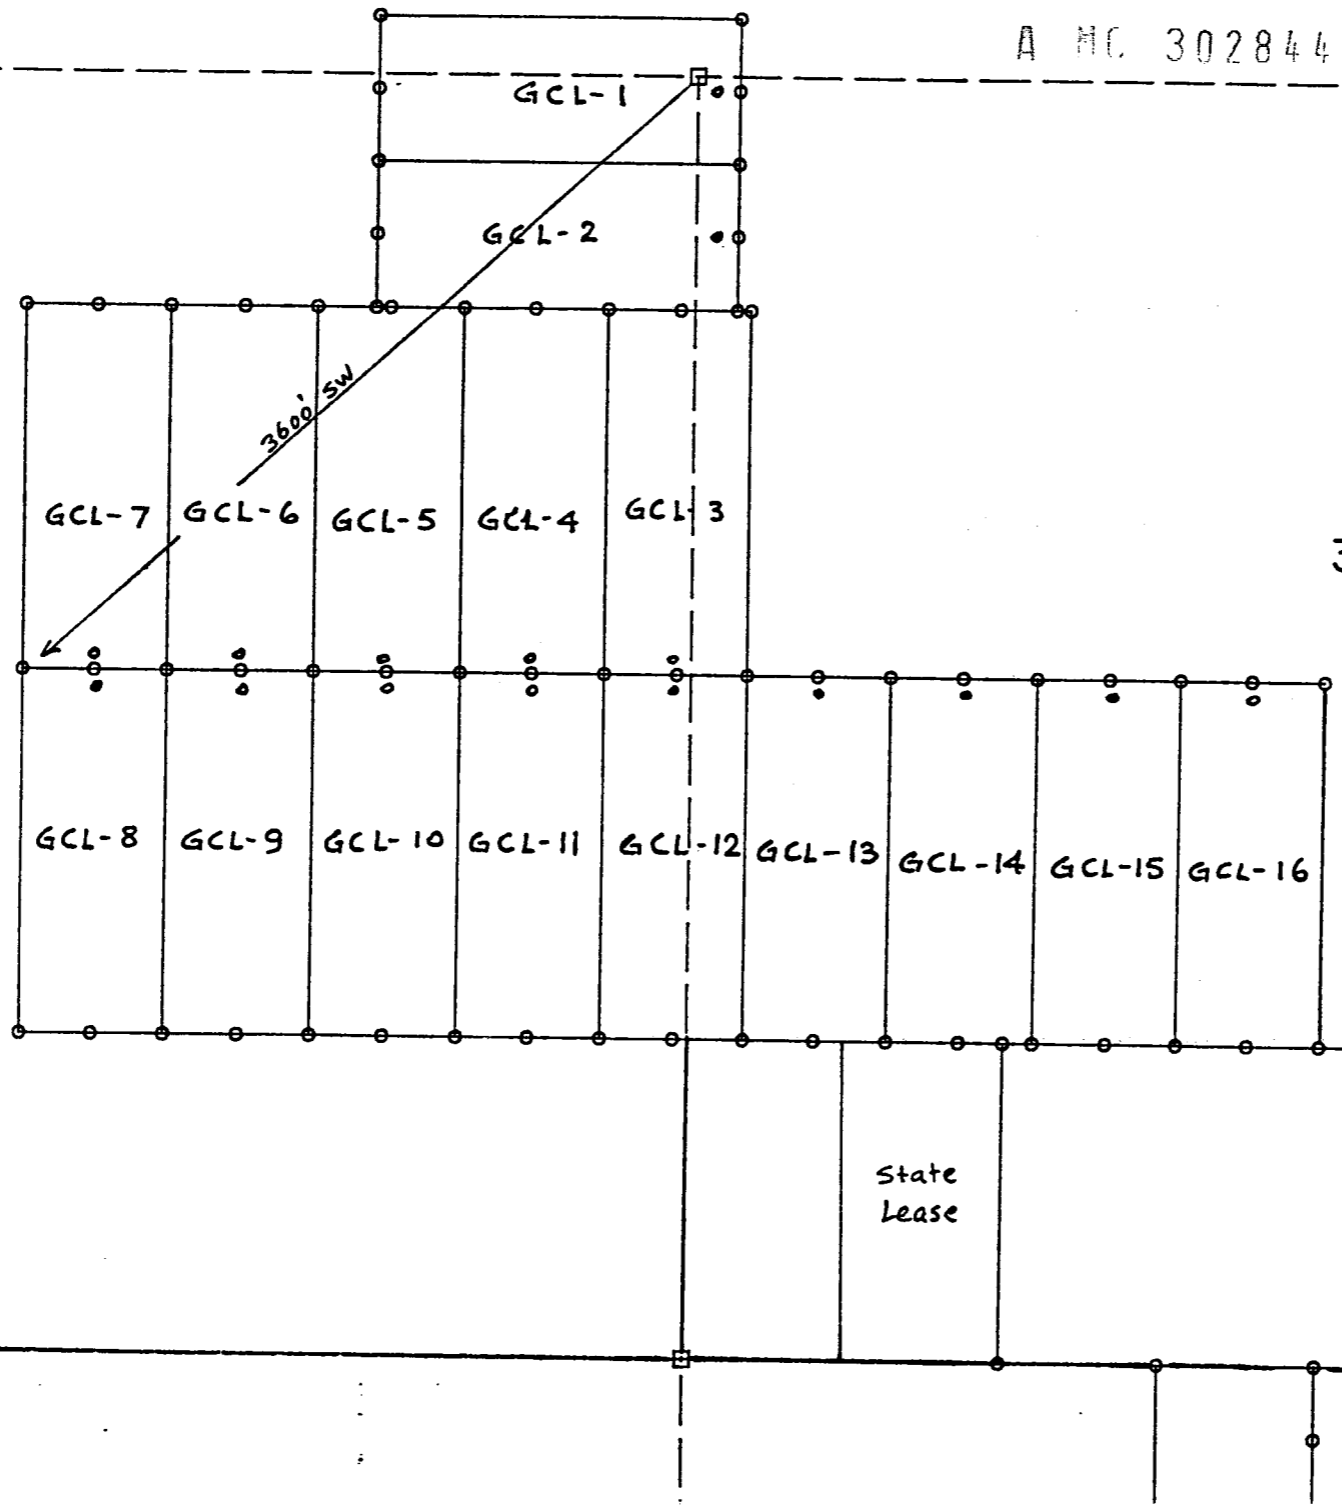 A MC 302844
GCL-1
GCL-2
3600' SW
GCL-7 GCL-6 GCL-5 GCL-4 GCL-3
3
GCL-8 GCL-9 GCL-10 GCL-11 GCL-12 GCL-13 GCL-14 GCL-15 GCL-16
State
Lease